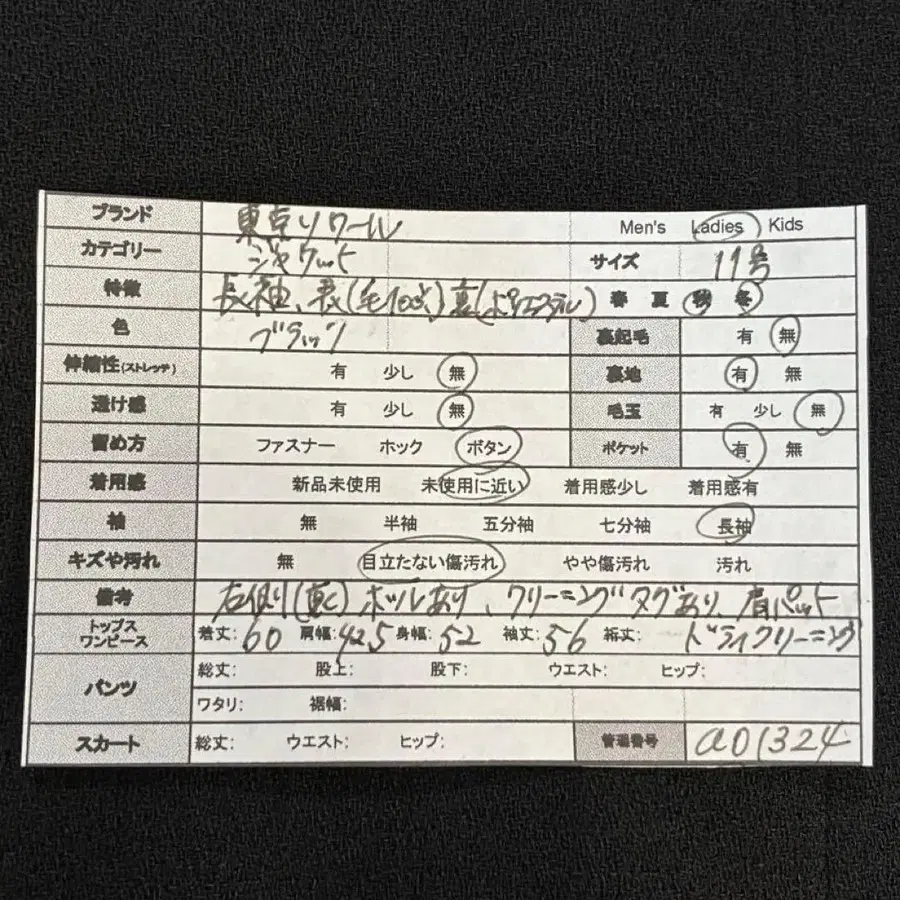 ブランド 東京ソワール Men's Ladies Kids
カテゴリー ジャケット サイズ 11号
特徴 長袖、表(毛100%)裏(ポリエステル) 春 夏 秋 冬
色 ブラック 裏起毛 有 無
伸縮性(ストレッチ) 有 少し 無 裏地 有 無
透け感 有 少し 無 毛玉 有 少し 無
留め方 ファスナー ホック ボタン ポケット 有 無
着用感 新品未使用 未使用に近い 着用感少し 着用感有
袖 無 半袖 五分袖 七分袖 長袖
キズや汚れ 無 目立たない傷汚れ やや傷汚れ 汚れ
備考 右側り ホツレあり、クリーニングタグあり、肩パット
トップス ワンピース 着丈:60 肩幅:42.5 身幅:52 袖丈:56 裄丈: ドライクリーニング
パンツ 総丈: 股上: 股下: ウエスト: ヒップ:
ワタリ: 裾幅:
スカート 総丈: ウエスト: ヒップ: 管理番号 a01324